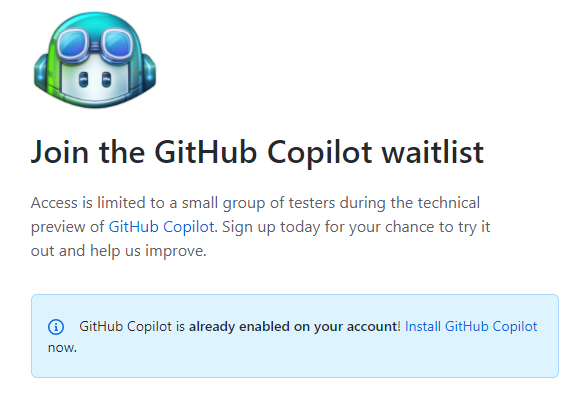 Join the GitHub Copilot waitlist
Access is limited to a small group of testers during the technical
preview of GitHub Copilot. Sign up today for your chance to try it
out and help us improve.
GitHub Copilot is already enabled on your account! Install GitHub Copilot
now.